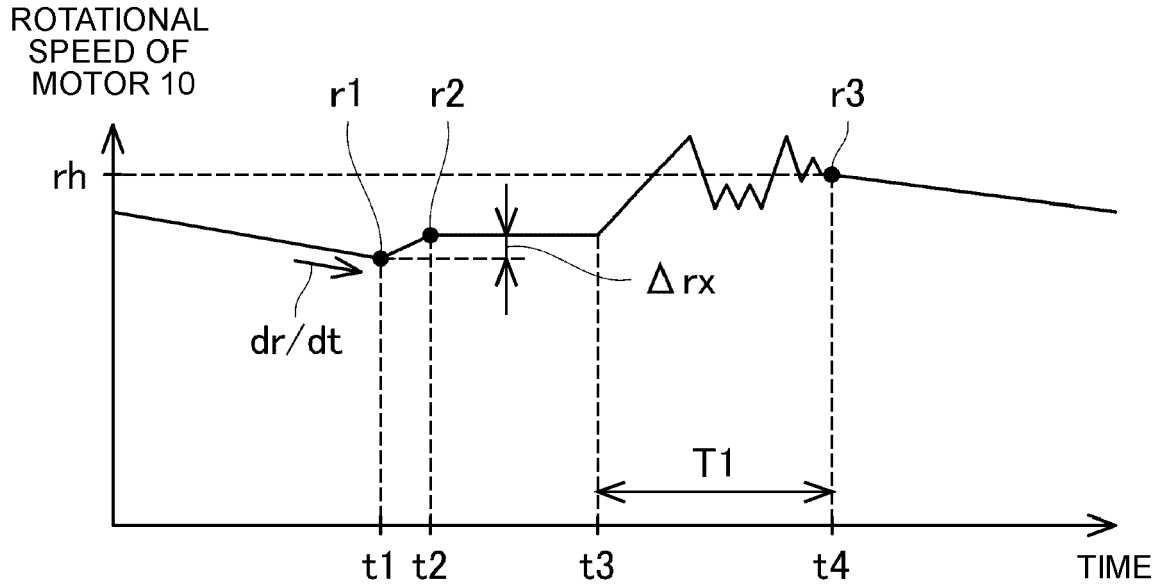 ROTATIONAL
SPEED OF
MOTOR 10
r1
r2
r3
rh
Δrx
dr/dt
T1
t1
t2
t3
t4
TIME